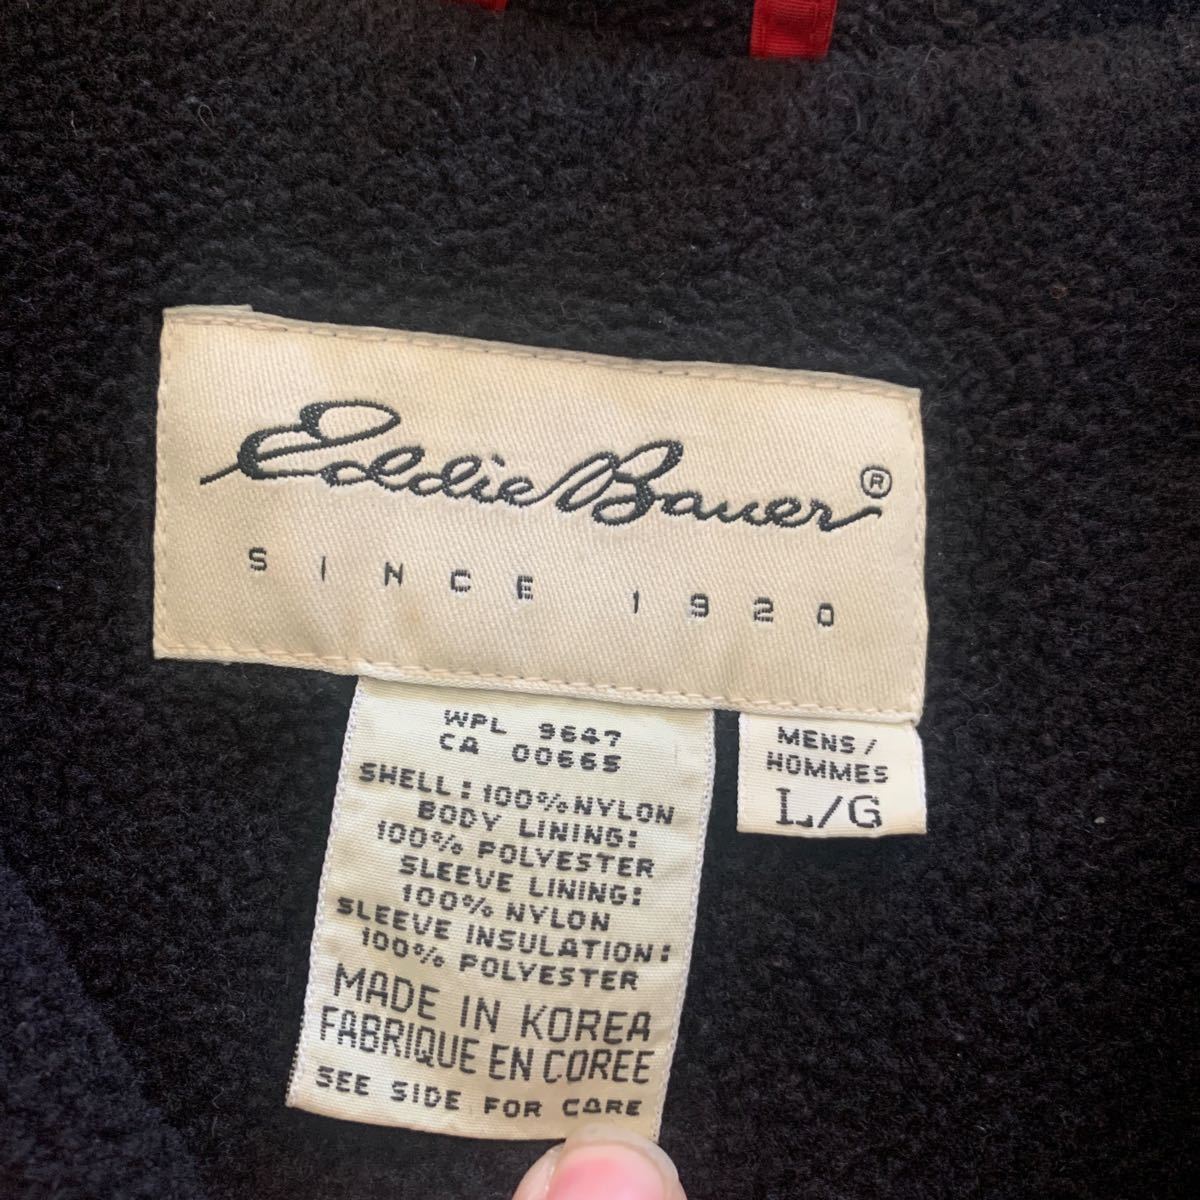 Eddie Bauer®
SINCE 1920
WPL 9647
CA 00665
SHELL: 100% NYLON
BODY LINING:
100% POLYESTER
SLEEVE LINING:
100% NYLON
SLEEVE INSULATION:
100% POLYESTER
MADE IN KOREA
FABRIQUE EN COREE
SEE SIDE FOR CARE
MENS/
HOMMES
L/G